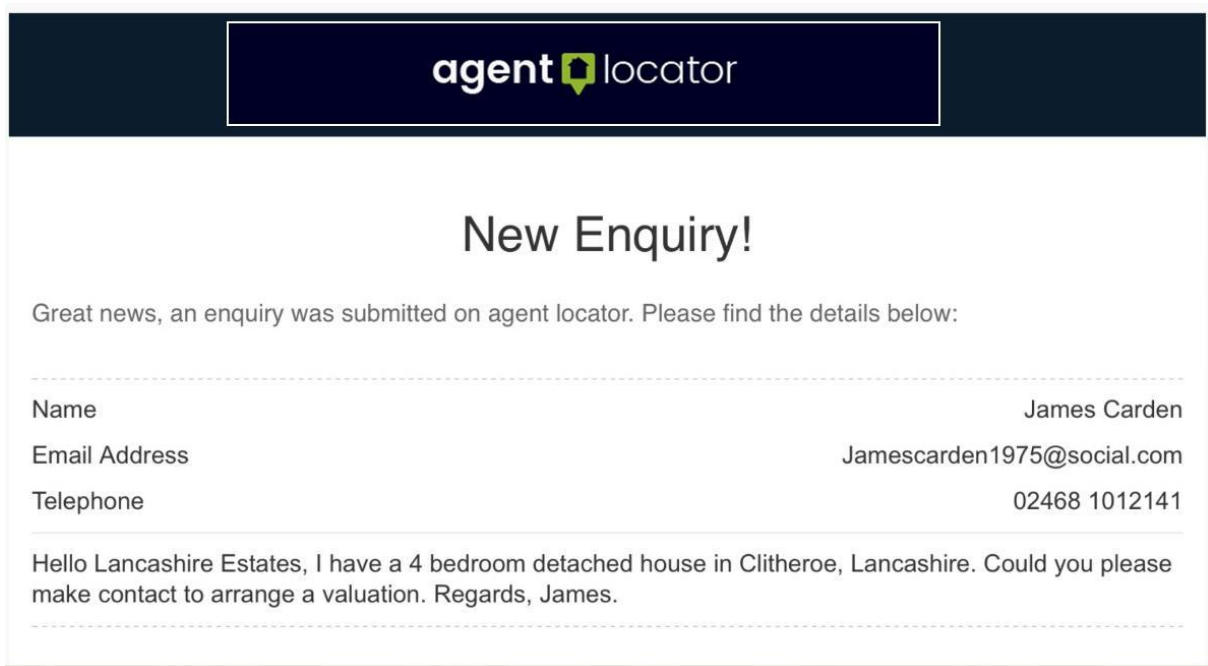 agent locator
New Enquiry!
Great news, an enquiry was submitted on agent locator. Please find the details below:
Name James Carden
Email Address Jamescarden1975@social.com
Telephone 02468 1012141
Hello Lancashire Estates, I have a 4 bedroom detached house in Clitheroe, Lancashire. Could you please
make contact to arrange a valuation. Regards, James.